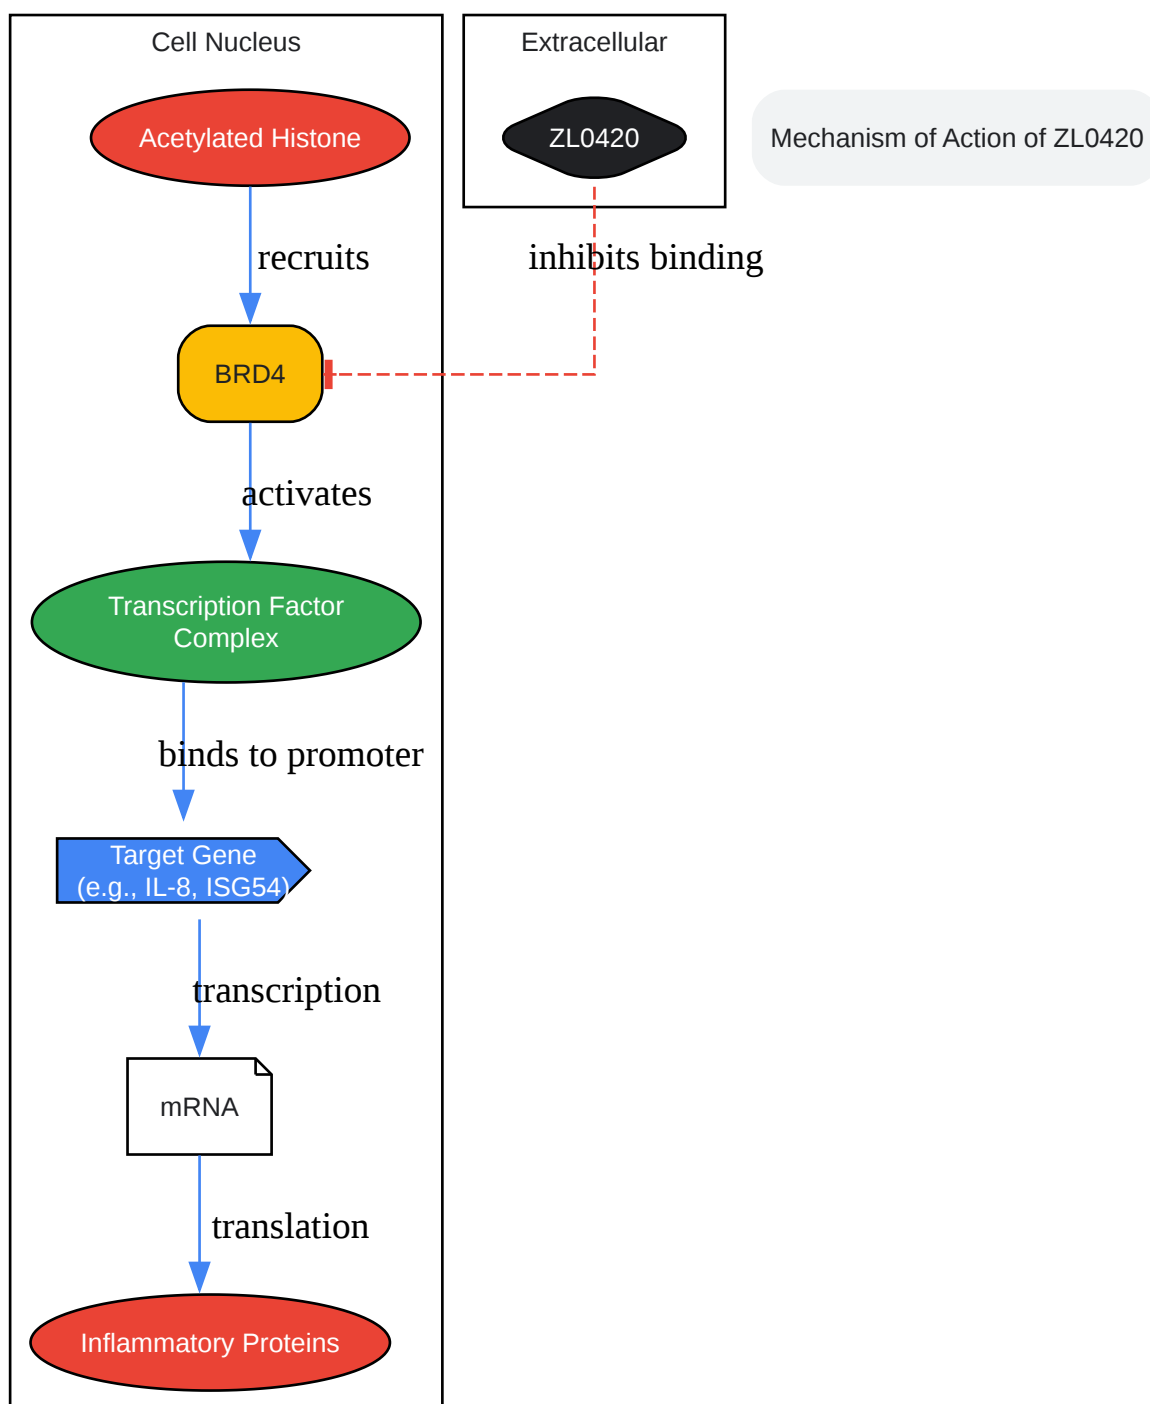 Cell Nucleus
Extracellular
Acetylated Histone
ZL0420
Mechanism of Action of ZL0420
recruits
inhibits binding
BRD4
activates
Transcription Factor
Complex
binds to promoter
Target Gene
(e.g., IL-8, ISG54)
transcription
mRNA
translation
Inflammatory Proteins